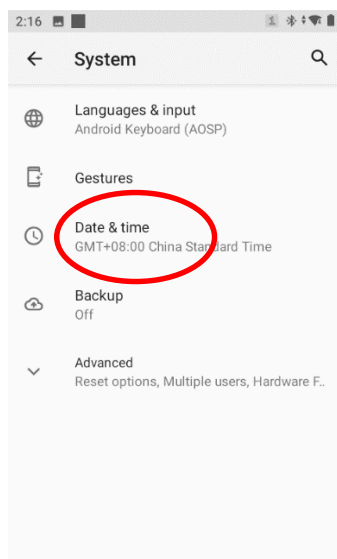 2:16
System
Languages & input
Android Keyboard (AOSP)
Gestures
Date & time
GMT+08:00 China Standard Time
Backup
Off
Advanced
Reset options, Multiple users, Hardware F..